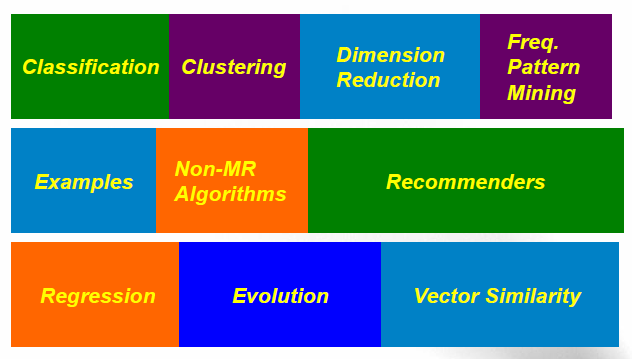 Classification
Clustering
Dimension
Reduction
Freq.
Pattern
Mining
Examples
Non-MR
Algorithms
Recommenders
Regression
Evolution
Vector Similarity